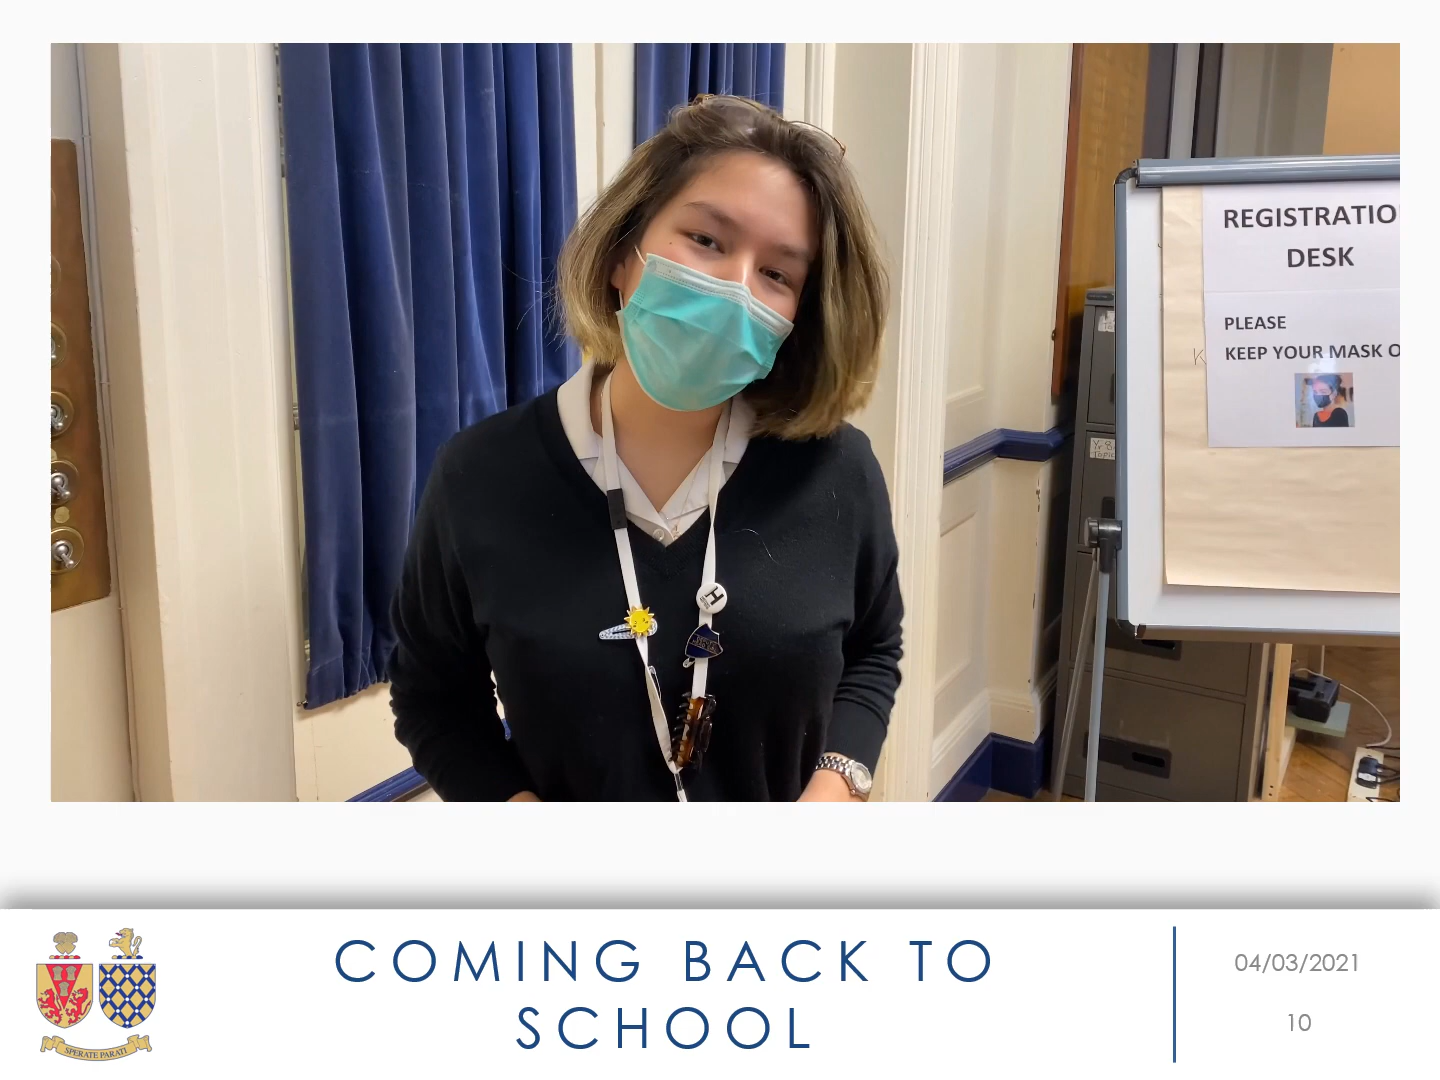 REGISTRATIO
DESK
PLEASE
KEEP YOUR MASK O
H
COMING BACK TO
SCHOOL
SPERATE PARATI
04/03/2021
10